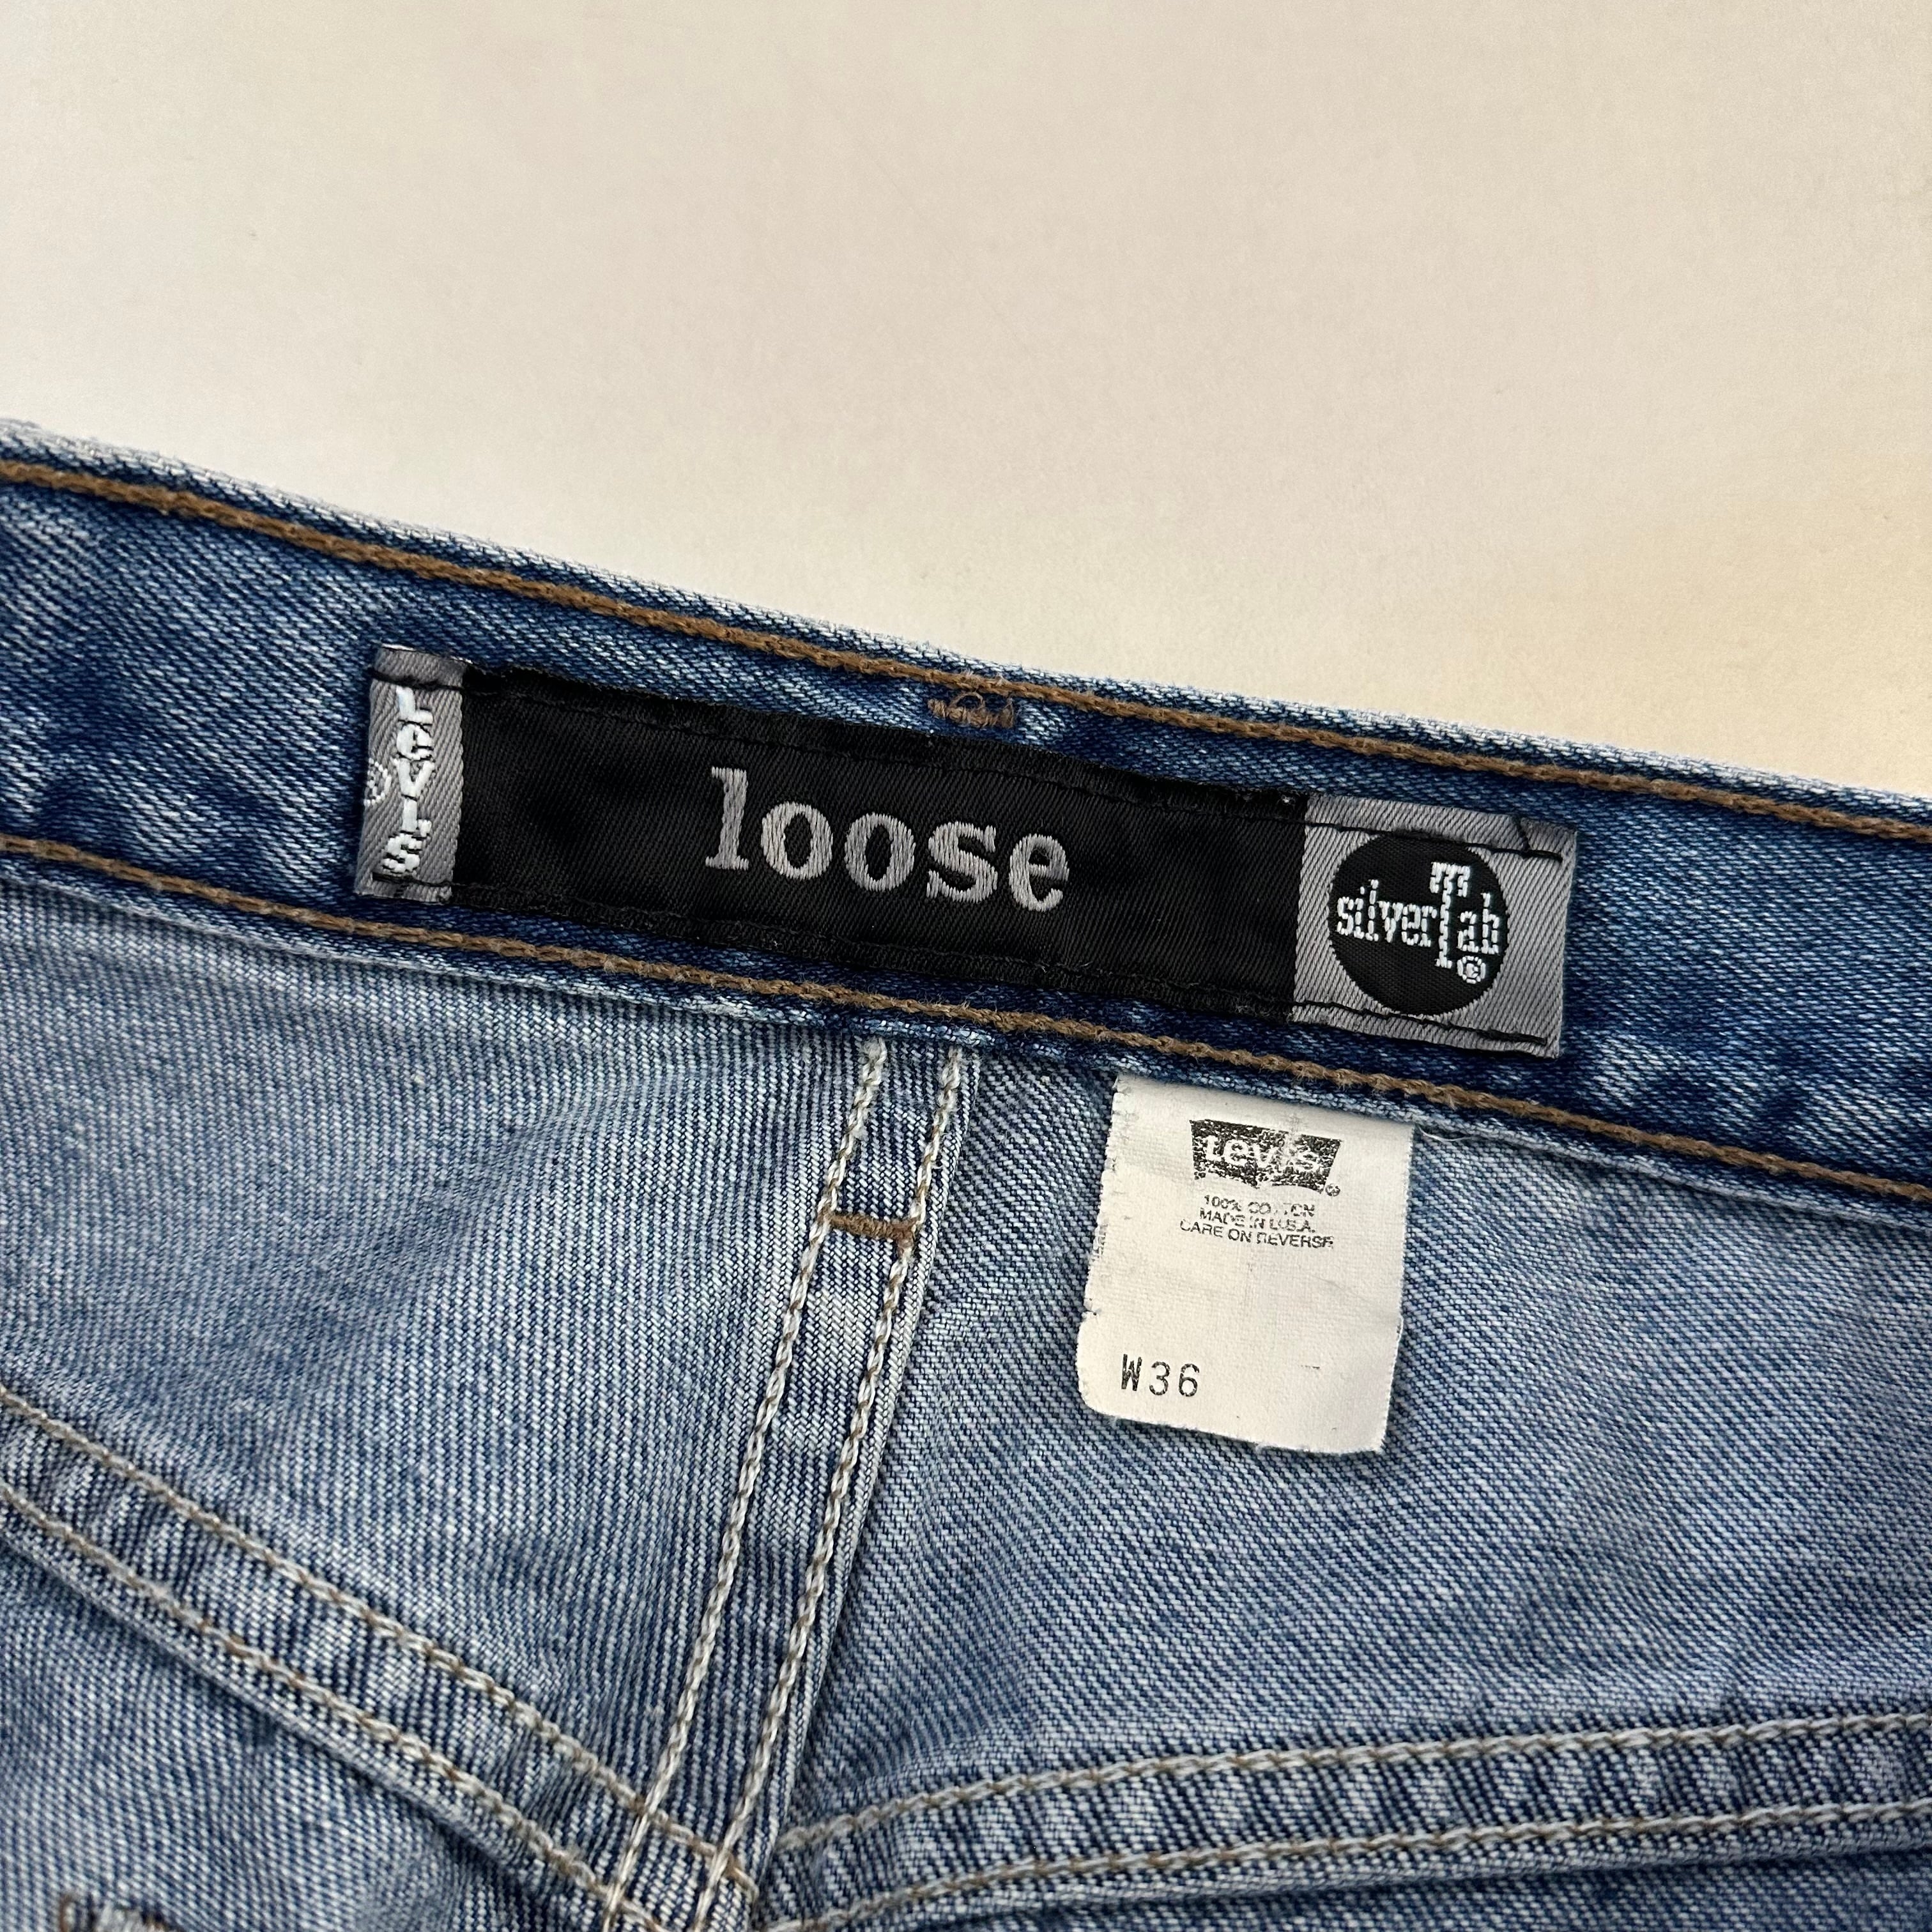 Levi's
®
loose
silverTab
®
Levi's
®
100% COTTON
MADE IN U.S.A.
CARE ON REVERSE
W36